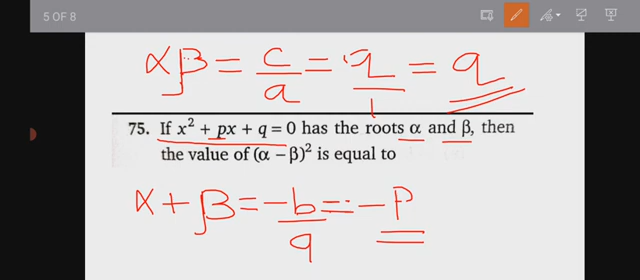 5 OF 8
αβ = c/a = q/1 = q
75. If x² + px + q = 0 has the roots α and β, then
the value of (α – β)² is equal to
α + β = -b/a = -p